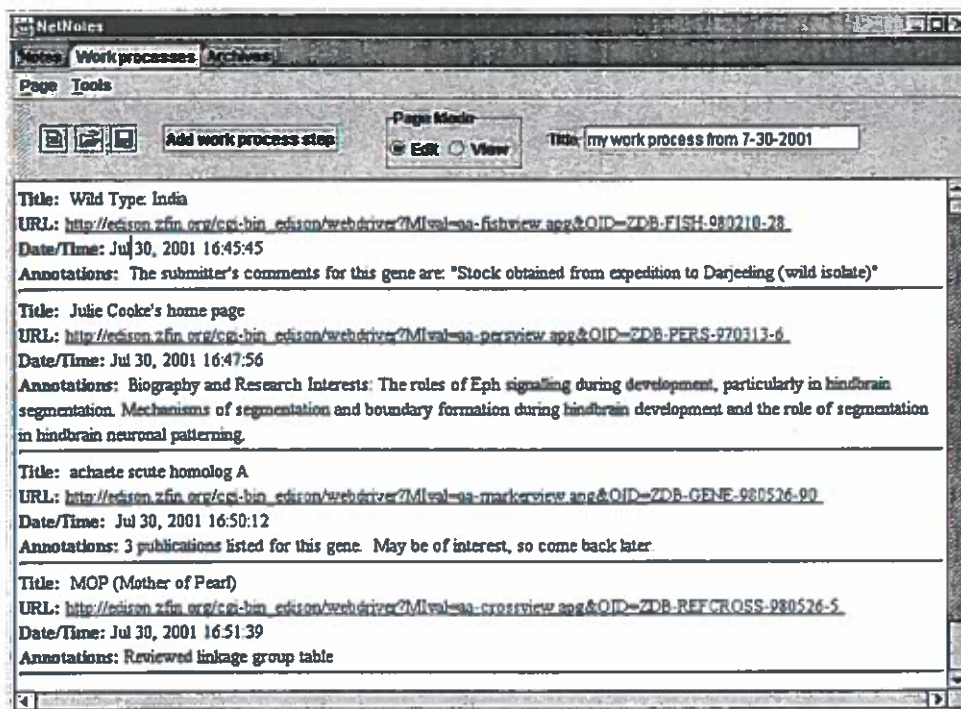 NetNotes
Notes Work processes Archives
Page Tools
Add work process step
Page Mode
Edit View
Title: my work process from 7-30-2001
Title: Wild Type: India
URL: http://edison.zfin.org/cgi-bin_edison/webdriver?MIval=aa-fishview.apg&OID=ZDB-FISH-980210-28
Date/Time: Jul 30, 2001 16:45:45
Annotations: The submitter's comments for this gene are: "Stock obtained from expedition to Darjeeling (wild isolate)"
Title: Julie Cooke's home page
URL: http://edison.zfin.org/cgi-bin_edison/webdriver?MIval=aa-persview.apg&OID=ZDB-PERS-970313-6
Date/Time: Jul 30, 2001 16:47:56
Annotations: Biography and Research Interests: The roles of Eph signalling during development, particularly in hindbrain
segmentation. Mechanisms of segmentation and boundary formation during hindbrain development and the role of segmentation
in hindbrain neuronal patterning.
Title: achaete scute homolog A
URL: http://edison.zfin.org/cgi-bin_edison/webdriver?MIval=aa-markerview.apg&OID=ZDB-GENE-980526-90
Date/Time: Jul 30, 2001 16:50:12
Annotations: 3 publications listed for this gene. May be of interest, so come back later.
Title: MOP (Mother of Pearl)
URL: http://edison.zfin.org/cgi-bin_edison/webdriver?MIval=aa-crossview.apg&OID=ZDB-REFCROSS-980526-5
Date/Time: Jul 30, 2001 16:51:39
Annotations: Reviewed linkage group table